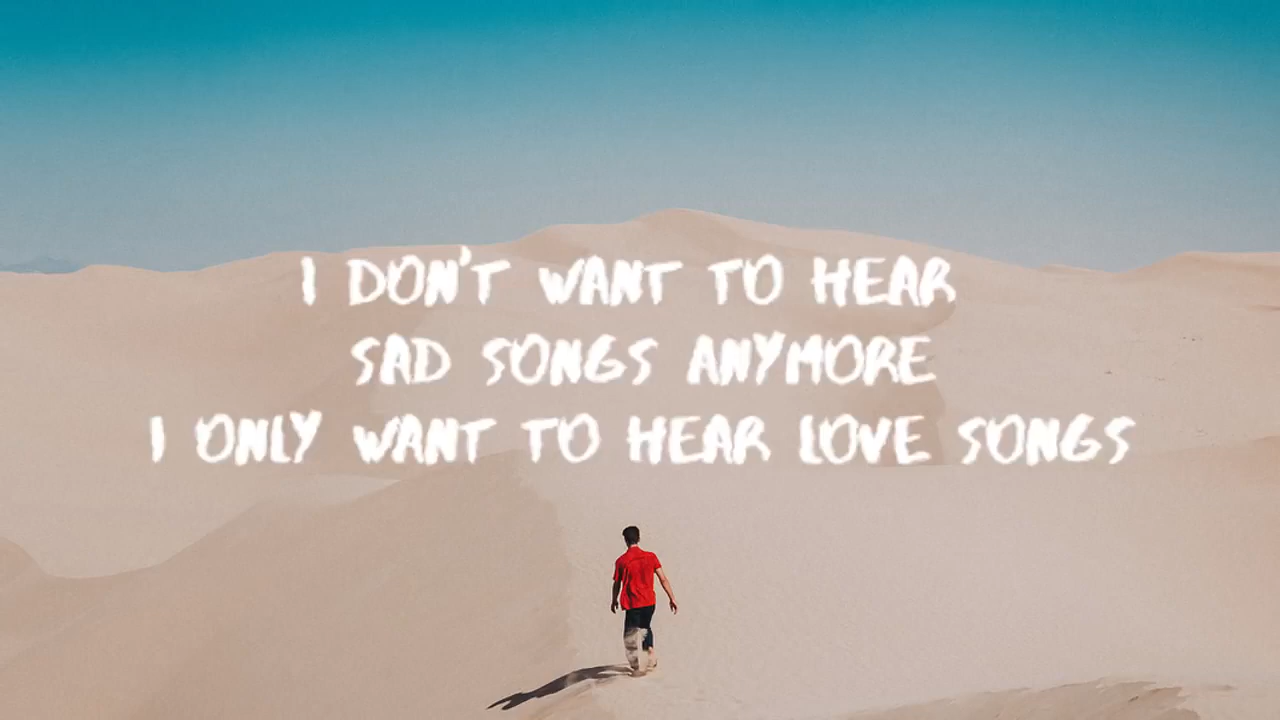 I DON'T WANT TO HEAR
SAD SONGS ANYMORE
I ONLY WANT TO HEAR LOVE SONGS